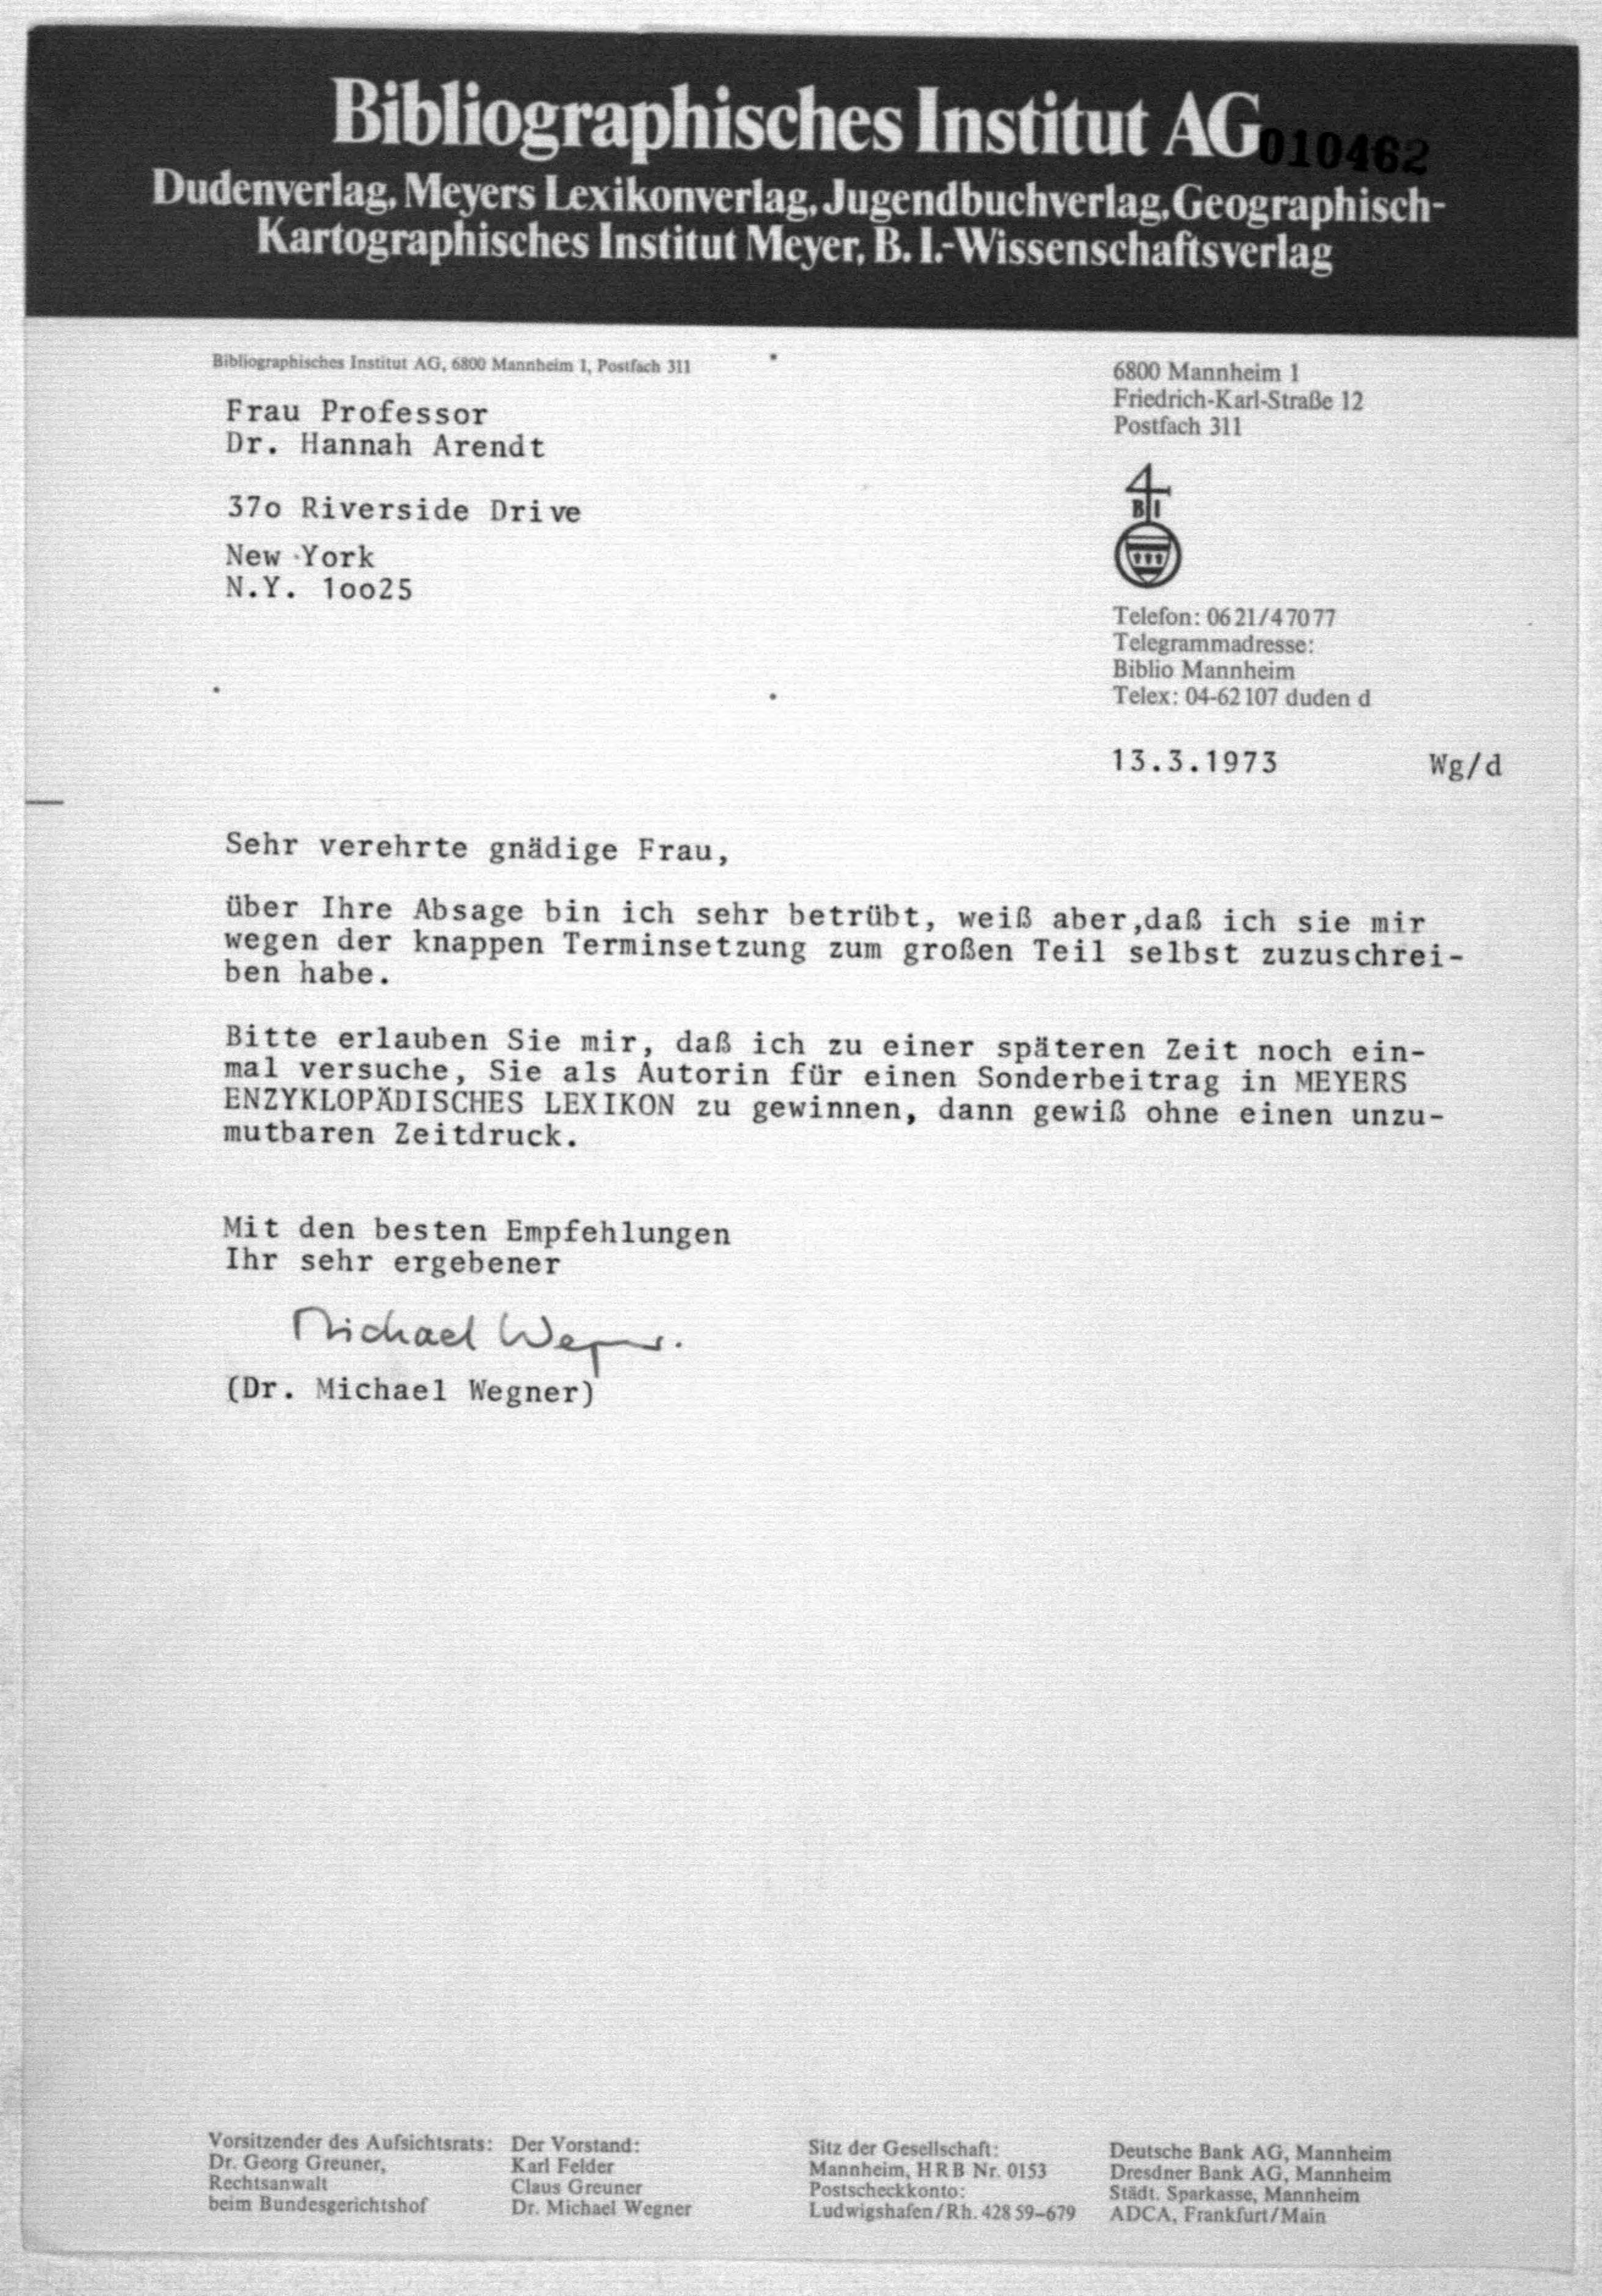 Bibliographisches Institut AG
010462
Dudenverlag, Meyers Lexikonverlag, Jugendbuchverlag, Geographisch-
Kartographisches Institut Meyer, B. I.-Wissenschaftsverlag
Bibliographisches Institut AG, 6800 Mannheim 1, Postfach 311
Frau Professor
Dr. Hannah Arendt
37o Riverside Drive
New York
N.Y. 1oo25
6800 Mannheim 1
Friedrich-Karl-Straße 12
Postfach 311
B I
Telefon: 06 21/4 70 77
Telegrammadresse:
Biblio Mannheim
Telex: 04-62 107 duden d
13.3.1973 Wg/d
Sehr verehrte gnädige Frau,
über Ihre Absage bin ich sehr betrübt, weiß aber,daß ich sie mir
wegen der knappen Terminsetzung zum großen Teil selbst zuzuschrei-
ben habe.
Bitte erlauben Sie mir, daß ich zu einer späteren Zeit noch ein-
mal versuche, Sie als Autorin für einen Sonderbeitrag in MEYERS
ENZYKLOPÄDISCHES LEXIKON zu gewinnen, dann gewiß ohne einen unzu-
mutbaren Zeitdruck.
Mit den besten Empfehlungen
Ihr sehr ergebener
Michael Wegner.
(Dr. Michael Wegner)
Vorsitzender des Aufsichtsrats:
Dr. Georg Greuner,
Rechtsanwalt
beim Bundesgerichtshof
Der Vorstand:
Karl Felder
Claus Greuner
Dr. Michael Wegner
Sitz der Gesellschaft:
Mannheim, H R B Nr. 0153
Postscheckkonto:
Ludwigshafen/Rh. 428 59–679
Deutsche Bank AG, Mannheim
Dresdner Bank AG, Mannheim
Städt. Sparkasse, Mannheim
ADCA, Frankfurt/Main